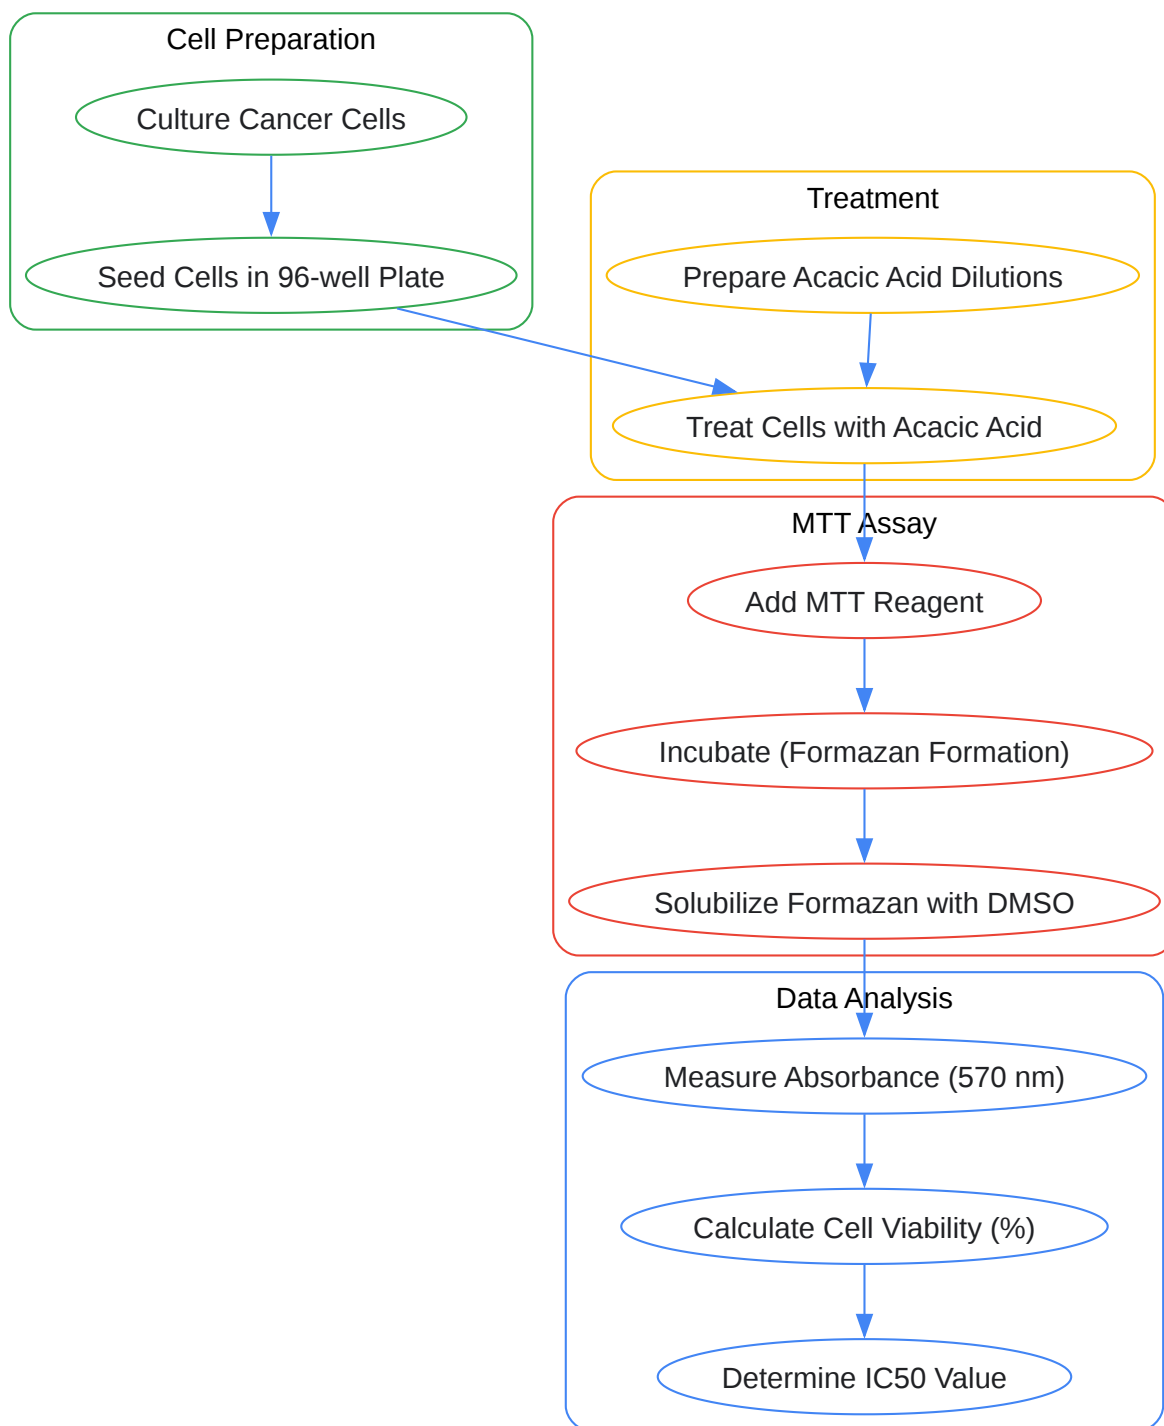 Cell Preparation
Culture Cancer Cells
Seed Cells in 96-well Plate
Treatment
Prepare Acacic Acid Dilutions
Treat Cells with Acacic Acid
MTT Assay
Add MTT Reagent
Incubate (Formazan Formation)
Solubilize Formazan with DMSO
Data Analysis
Measure Absorbance (570 nm)
Calculate Cell Viability (%)
Determine IC50 Value